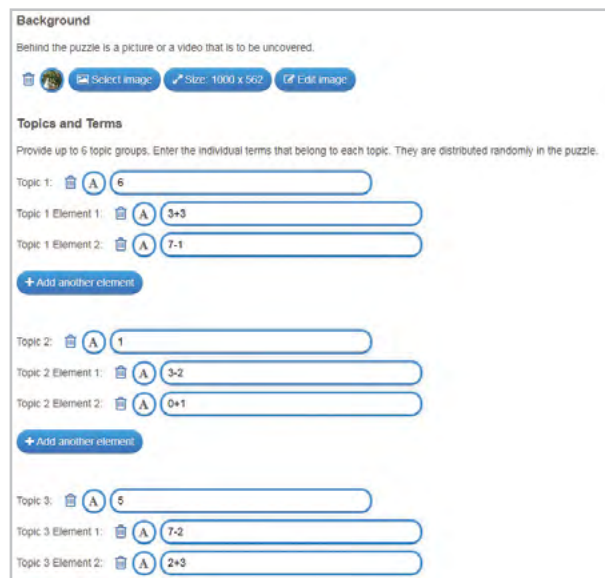 Background
Behind the puzzle is a picture or a video that is to be uncovered.
Select image Size: 1000 x 562 Edit image
Topics and Terms
Provide up to 6 topic groups. Enter the individual terms that belong to each topic. They are distributed randomly in the puzzle.
Topic 1: A 6
Topic 1 Element 1: A 3+3
Topic 1 Element 2: A 7-1
+ Add another element
Topic 2: A 1
Topic 2 Element 1: A 3-2
Topic 2 Element 2: A 0+1
+ Add another element
Topic 3: A 5
Topic 3 Element 1: A 7-2
Topic 3 Element 2: A 2+3